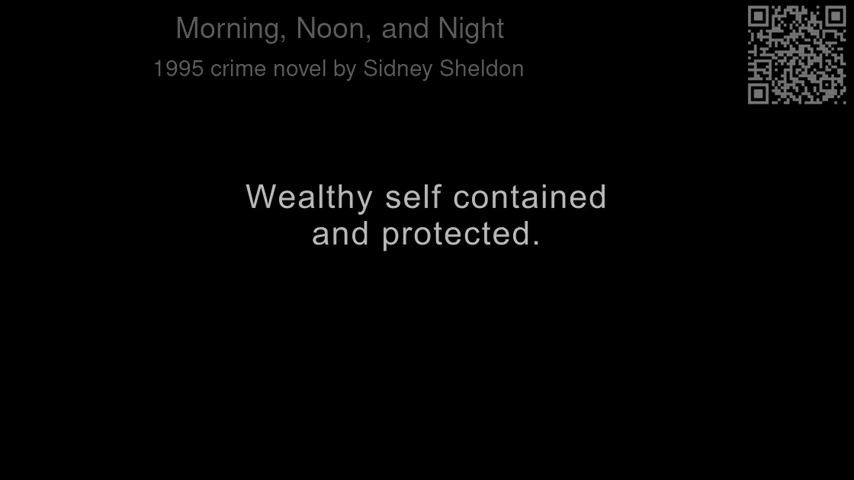 Morning, Noon, and Night
1995 crime novel by Sidney Sheldon
Wealthy self contained
and protected.